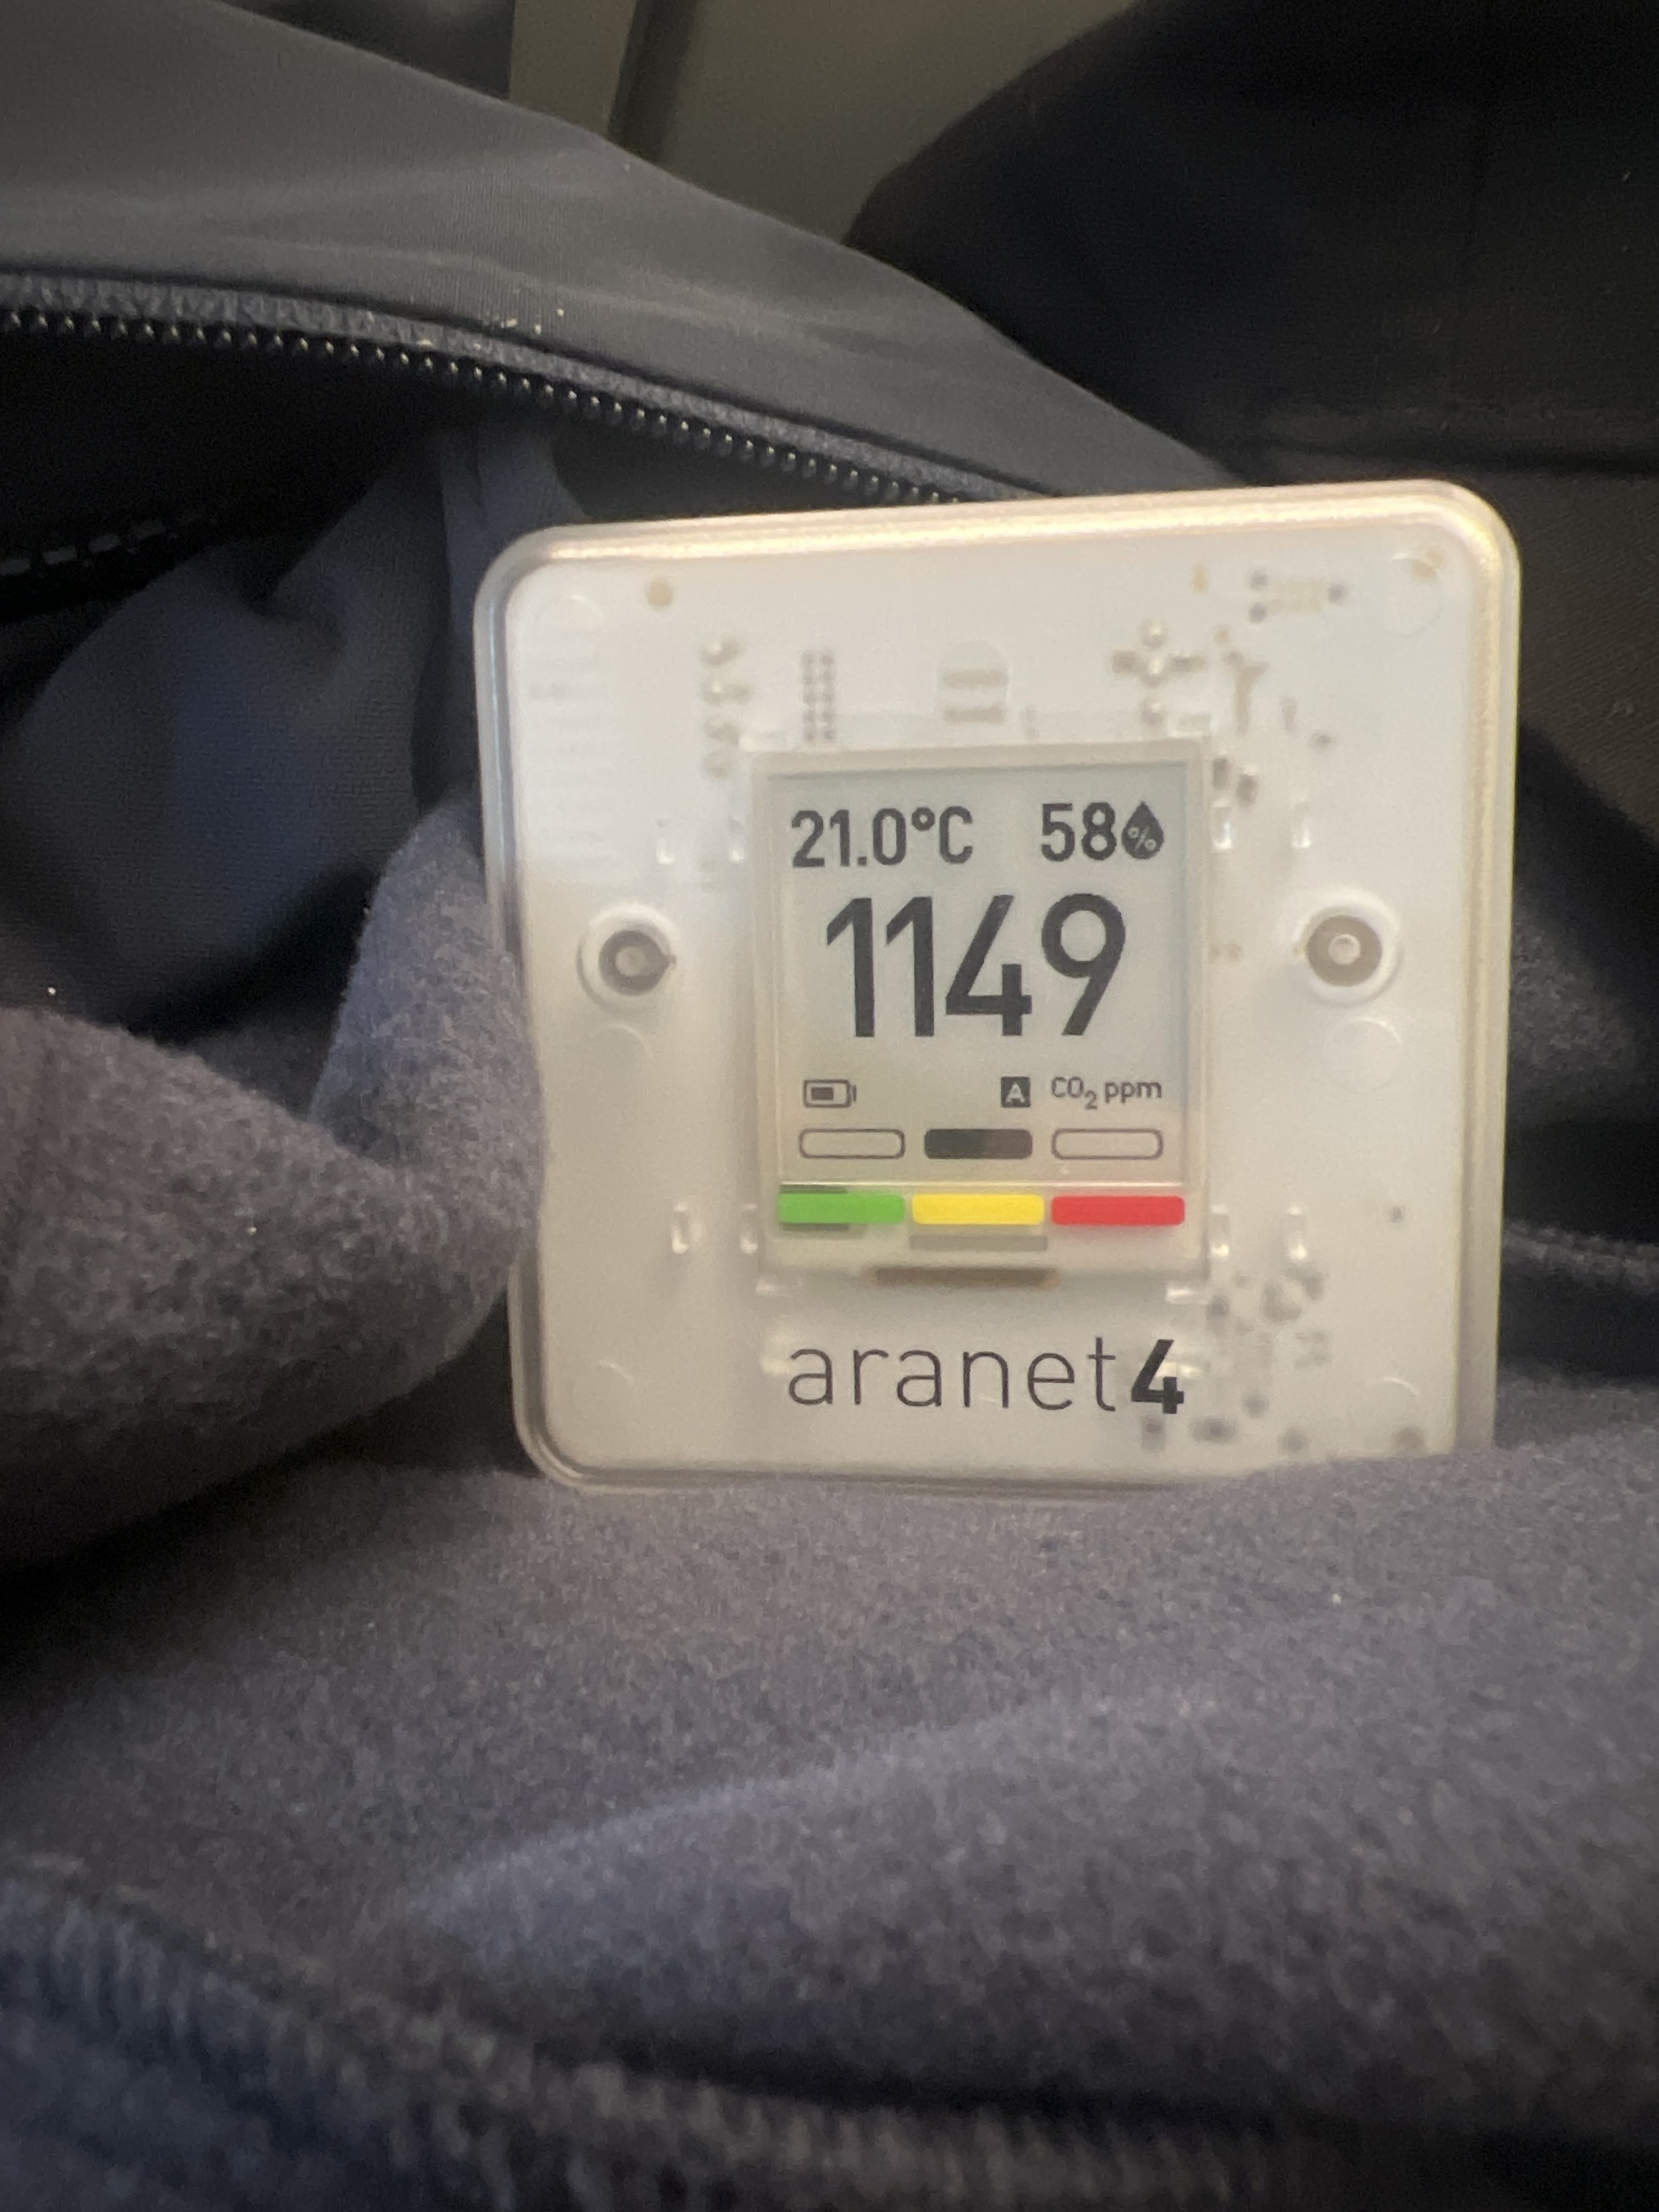 21.0°C 58%
1149
A CO₂ ppm
aranet4